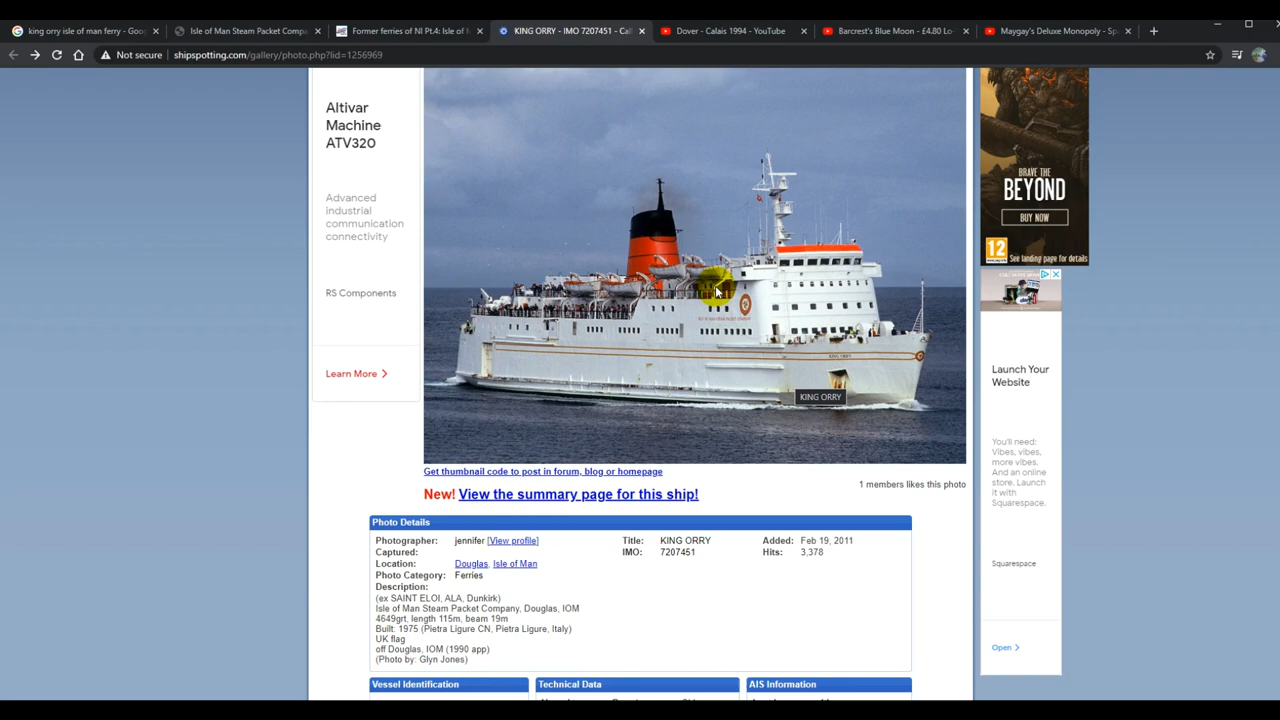 king orry isle of man ferry - Goo
Isle of Man Steam Packet Compa
Former ferries of NI Pt.4: Isle of M
KING ORRY - IMO 7207451 - Call
Dover - Calais 1994 - YouTube
Barcrest's Blue Moon - £4.80 Lo
Maygay's Deluxe Monopoly - Sp
Not secure
shipspotting.com/gallery/photo.php?lid=1256969
Altivar
Machine
ATV320
Advanced
industrial
communication
connectivity
RS Components
Learn More
KING ORRY
KING ORRY
BRAVE THE
BEYOND
BUY NOW
12
See landing page for details
Launch Your
Website
You'll need:
Vibes, vibes,
more vibes.
And an online
store. Launch
it with
Squarespace.
Squarespace
Open
Get thumbnail code to post in forum, blog or homepage
1 members likes this photo
New! View the summary page for this ship!
Photo Details
Photographer: jennifer [View profile] Title: KING ORRY Added: Feb 19, 2011
Captured: IMO: 7207451 Hits: 3,378
Location: Douglas, Isle of Man
Photo Category: Ferries
Description:
(ex SAINT ELOI, ALA, Dunkirk)
Isle of Man Steam Packet Company, Douglas, IOM
4649grt, length 115m, beam 19m
Built: 1975 (Pietra Ligure CN, Pietra Ligure, Italy)
UK flag
off Douglas, IOM (1990 app)
(Photo by: Glyn Jones)
Vessel Identification
Technical Data
AIS Information